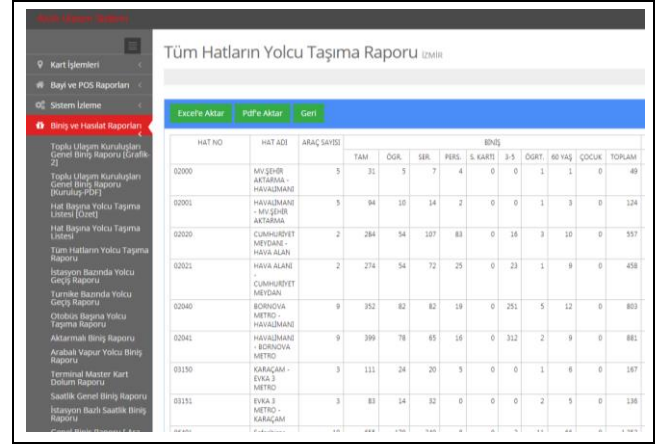 Tüm Hatların Yolcu Taşıma Raporu İZMİR
Kart İşlemleri
Bayi ve POS Raporları
Sistem İzleme
Biniş ve Hasılat Raporları
Toplu Ulaşım Kuruluşları
Genel Biniş Raporu [Grafik-
2]
Toplu Ulaşım Kuruluşları
Genel Biniş Raporu
[Kuruluş-PDF]
Hat Başına Yolcu Taşıma
Listesi [Özet]
Hat Başına Yolcu Taşıma
Listesi
Tüm Hatların Yolcu Taşıma
Raporu
İstasyon Bazında Yolcu
Geçiş Raporu
Turnike Bazında Yolcu
Geçiş Raporu
Otobüs Başına Yolcu
Taşıma Raporu
Aktarmalı Biniş Raporu
Arabalı Vapur Yolcu Biniş
Raporu
Terminal Master Kart
Dolum Raporu
Saatlik Genel Biniş Raporu
İstasyon Bazlı Saatlik Biniş
Raporu
Excel'e Aktar Pdf'e Aktar Geri
HAT NO HAT ADI ARAÇ SAYISI BİNİŞ
TAM ÖĞR. SER. PERS. S. KARTI 3-5 ÖGRT. 60 YAŞ ÇOCUK TOPLAM
02000 MV.ŞEHİR 5 31 5 7 4 0 0 1 1 0 49
AKTARMA -
HAVALİMANI
02001 HAVALİMANI 5 94 10 14 2 0 0 1 3 0 124
- MV.ŞEHİR
AKTARMA
02020 CUMHURİYET 2 284 54 107 83 0 16 3 10 0 557
MEYDANI -
HAVA ALAN
02021 HAVA ALANI 2 274 54 72 25 0 23 1 9 0 458
-
CUMHURİYET
MEYDAN
02040 BORNOVA 9 352 82 82 19 0 251 5 12 0 803
METRO -
HAVALİMANI
02041 HAVALİMANI 9 399 78 65 16 0 312 2 9 0 881
- BORNOVA
METRO
03150 KARAÇAM - 3 111 24 20 5 0 0 1 6 0 167
EVKA 3
METRO
03151 EVKA 3 3 83 14 32 0 0 0 2 5 0 136
METRO -
KARAÇAM